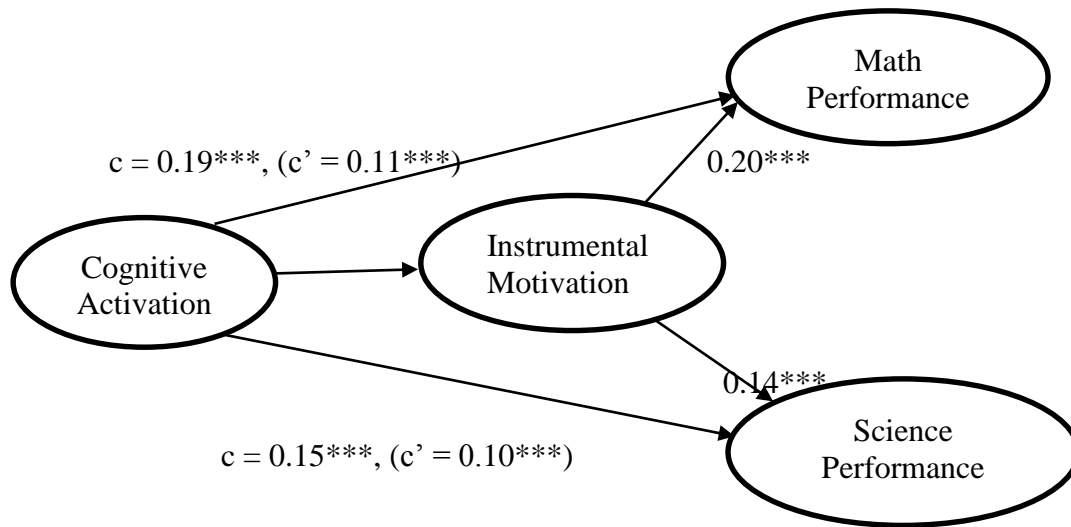 Math
Performance
c = 0.19***, (c’ = 0.11***)
0.20***
Instrumental
Motivation
Cognitive
Activation
0.14***
c = 0.15***, (c’ = 0.10***)
Science
Performance